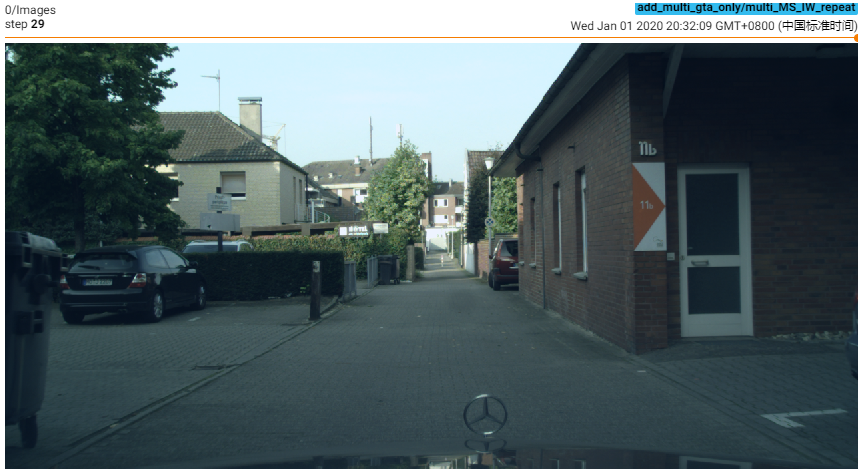 0/Images
add_multi_gta_only/multi_MS_IW_repeat
step 29
Wed Jan 01 2020 20:32:09 GMT+0800 (中国标准时间)
11b
11b